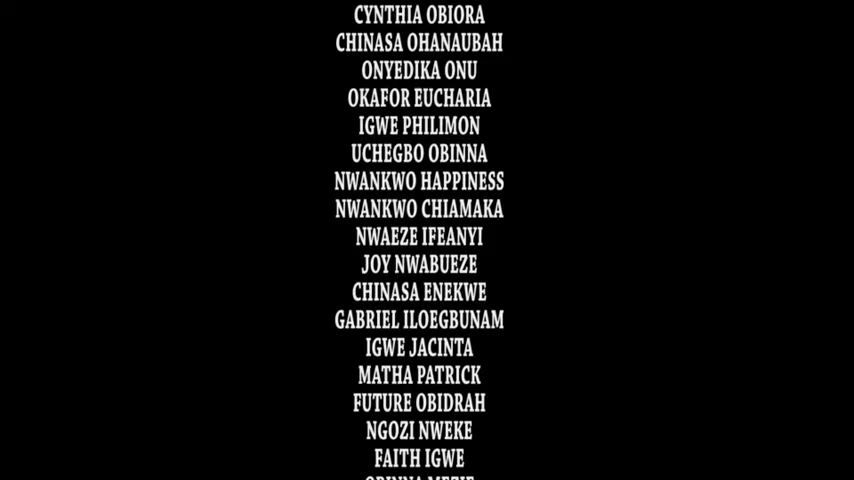 CYNTHIA OBIORA
CHINASA OHANAUBAH
ONYEDIKA ONU
OKAFOR EUCHARIA
IGWE PHILIMON
UCHEGBO OBINNA
NWANKWO HAPPINESS
NWANKWO CHIAMAKA
NWAEZE IFEANYI
JOY NWABUEZE
CHINASA ENEKWE
GABRIEL ILOEGBUNAM
IGWE JACINTA
MATHA PATRICK
FUTURE OBIDRAH
NGOZI NWEKE
FAITH IGWE